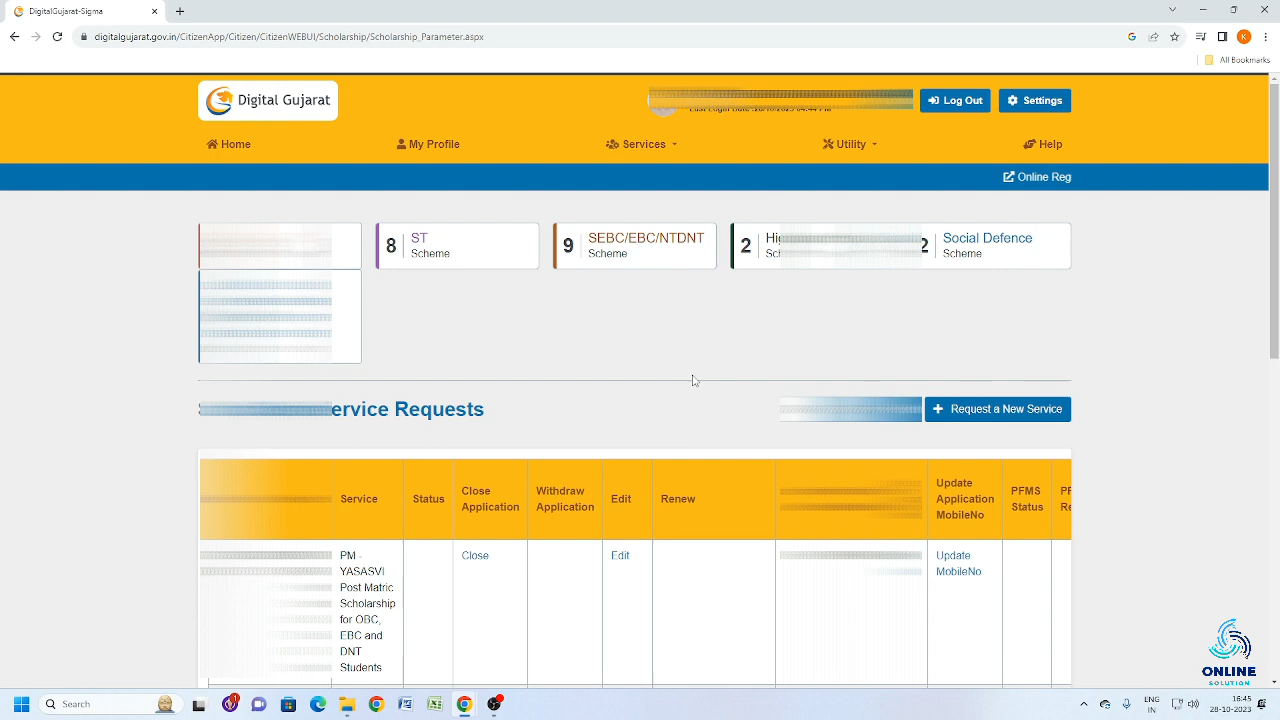 DigitalGujarat-Sigma
digitalgujarat.gov.in/CitizenApp/Citizen/CitizenWEBUI/Scholarship/Scholarship_Parameter.aspx
K
All Bookmarks
Digital Gujarat
Log Out
Settings
Home
My Profile
Services
Utility
Help
Online Reg
8
ST
Scheme
9
SEBC/EBC/NTDNT
Scheme
2
2
Social Defence
Scheme
ervice Requests
+ Request a New Service
Service
Status
Close
Application
Withdraw
Application
Edit
Renew
Update
Application
MobileNo
PFMS
Status
PM -
YASASVI
Post Matric
Scholarship
for OBC,
EBC and
DNT
Students
Close
Edit
Update
MobileNo
ONLINE
SOLUTION
Search
1
ENG
IN
16:45
28-10-2023